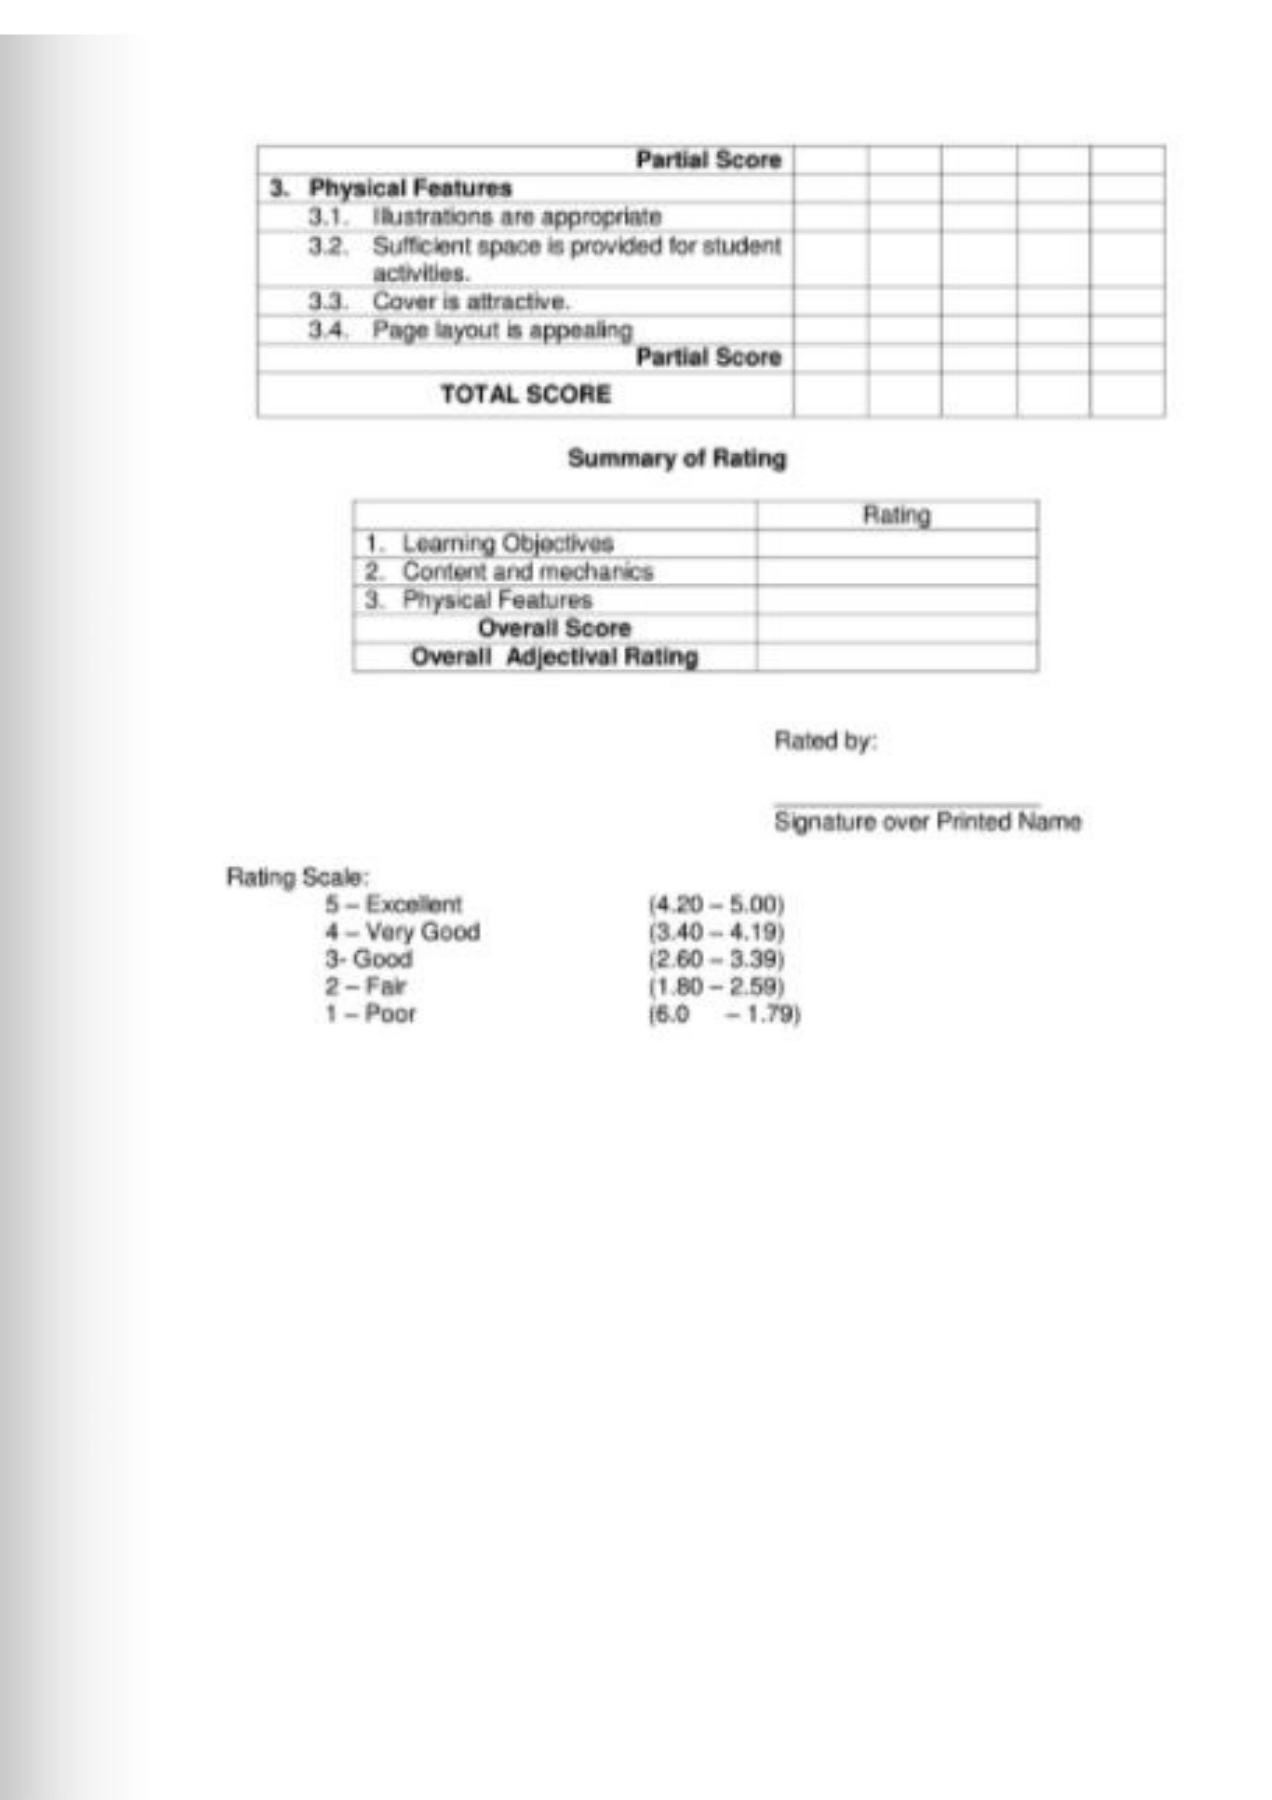 Partial Score
3. Physical Features
3.1. Illustrations are appropriate
3.2. Sufficient space is provided for student
activities.
3.3. Cover is attractive.
3.4. Page layout is appealing
Partial Score
TOTAL SCORE
Summary of Rating
Rating
1. Learning Objectives
2. Content and mechanics
3. Physical Features
Overall Score
Overall Adjectival Rating
Rated by:
Signature over Printed Name
Rating Scale:
5 – Excellent (4.20 – 5.00)
4 – Very Good (3.40 – 4.19)
3- Good (2.60 – 3.39)
2 – Fair (1.80 – 2.59)
1 – Poor (6.0 – 1.79)